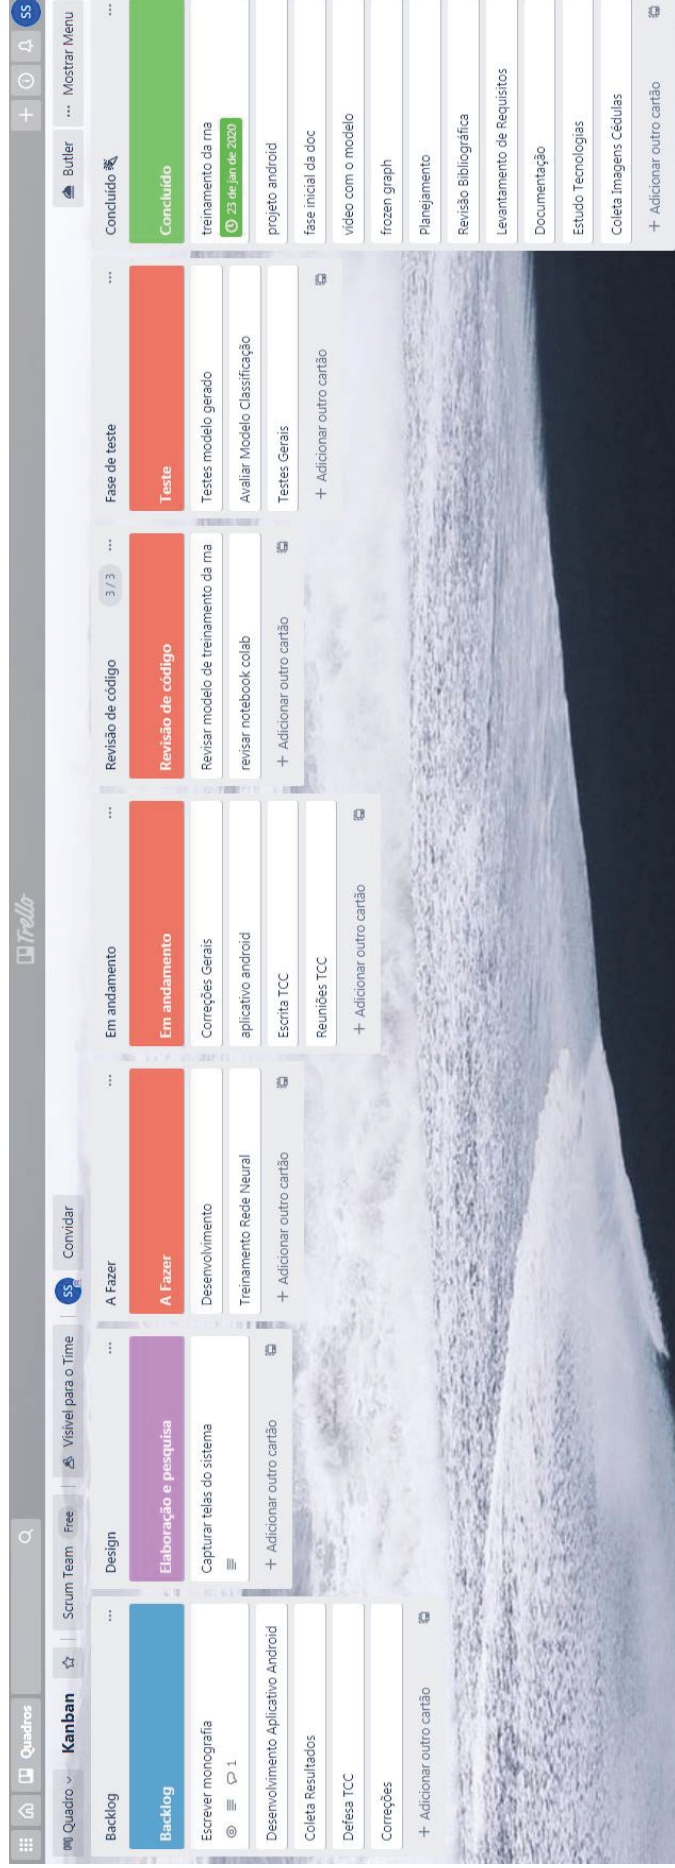 Quadros
Trello
SS
Quadro
Kanban
Scrum Team
Free
Visível para o Time
SS
Convidar
Butler
... Mostrar Menu
Backlog
...
Backlog
Escrever monografia
1
Desenvolvimento Aplicativo Android
Coleta Resultados
Defesa TCC
Correções
+ Adicionar outro cartão
Design
...
Elaboração e pesquisa
Capturar telas do sistema
+ Adicionar outro cartão
A Fazer
...
A Fazer
Desenvolvimento
Treinamento Rede Neural
+ Adicionar outro cartão
Em andamento
...
Em andamento
Correções Gerais
aplicativo android
Escrita TCC
Reuniões TCC
+ Adicionar outro cartão
Revisão de código
3 / 3
...
Revisão de código
Revisar modelo de treinamento da rna
revisar notebook colab
+ Adicionar outro cartão
Fase de teste
...
Teste
Testes modelo gerado
Avaliar Modelo Classificação
Testes Gerais
+ Adicionar outro cartão
Concluído
...
Concluído
treinamento da rna
23 de jan de 2020
projeto android
fase inicial da doc
video com o modelo
frozen graph
Planejamento
Revisão Bibliográfica
Levantamento de Requisitos
Documentação
Estudo Tecnologias
Coleta Imagens Cédulas
+ Adicionar outro cartão